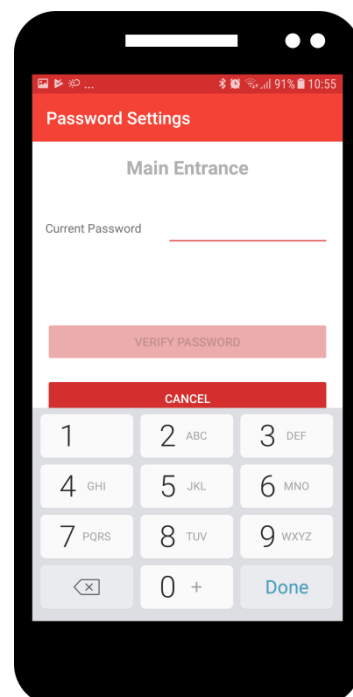 ... 91% 10:55
Password Settings
Main Entrance
Current Password
VERIFY PASSWORD
CANCEL
1 2 ABC 3 DEF
4 GHI 5 JKL 6 MNO
7 PQRS 8 TUV 9 WXYZ
0 + Done